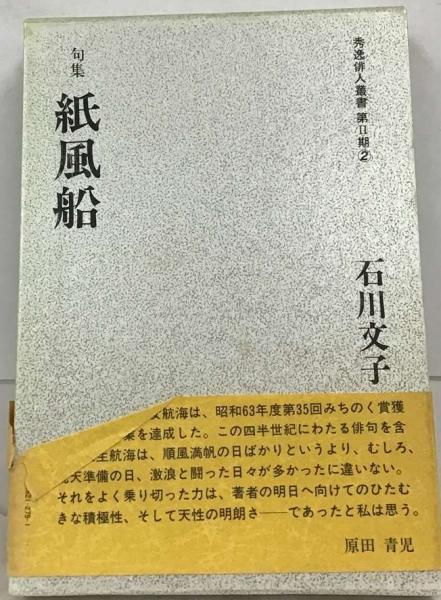 秀逸俳人叢書 第Ⅱ期②
句集
紙風船
石川文子
航海は、昭和63年度第35回みちのく賞獲
を達成した。この四半世紀にわたる俳句を含
航海は、順風満帆の日ばかりというより、むしろ、
天準備の日、激浪と闘った日々が多かったに違いない。
それをよく乗り切った力は、著者の明日へ向けてのひたむ
きな積極性、そして天性の明朗さ——であったと私は思う。
原田 青児